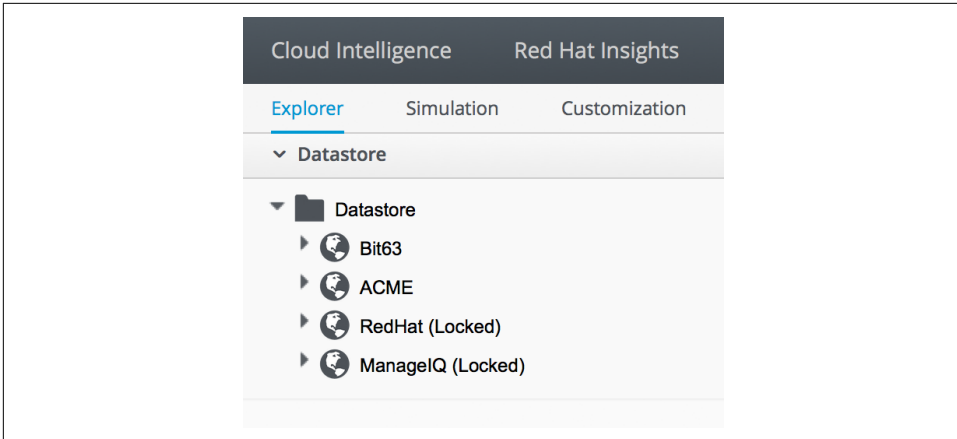 Cloud Intelligence Red Hat Insights
Explorer Simulation Customization
Datastore
Datastore
Bit63
ACME
RedHat (Locked)
ManageIQ (Locked)